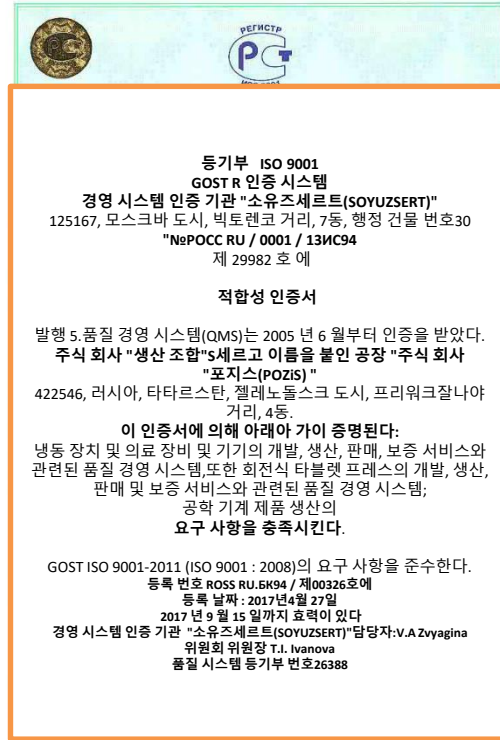 РЕГИСТР
РСТ
등기부 ISO 9001
GOST R 인증 시스템
경영 시스템 인증 기관 "소유즈세르트(SOYUZSERT)"
125167, 모스크바 도시, 빅토렌코 거리, 7동, 행정 건물 번호30
"№РОСС RU / 0001 / 13ИС94
제 29982 호 에
적합성 인증서
발행 5.품질 경영 시스템(QMS)는 2005 년 6 월부터 인증을 받았다.
주식 회사 "생산 조합"S세르고 이름을 붙인 공장 "주식 회사
"포지스(POZiS) "
422546, 러시아, 타타르스탄, 젤레노돌스크 도시, 프리워크잘나야
거리, 4동.
이 인증서에 의해 아래아 가이 증명된다:
냉동 장치 및 의료 장비 및 기기의 개발, 생산, 판매, 보증 서비스와
관련된 품질 경영 시스템,또한 회전식 타블렛 프레스의 개발, 생산,
판매 및 보증 서비스와 관련된 품질 경영 시스템;
공학 기계 제품 생산의
요구 사항을 충족시킨다.
GOST ISO 9001-2011 (ISO 9001 : 2008)의 요구 사항을 준수한다.
등록 번호 ROSS RU.БК94 / 제00326호에
등록 날짜 : 2017년4월 27일
2017 년 9 월 15 일까지 효력이 있다
경영 시스템 인증 기관 "소유즈세르트(SOYUZSERT)"담당자:V.A Zvyagina
위원회 위원장 T.I. Ivanova
품질 시스템 등기부 번호26388